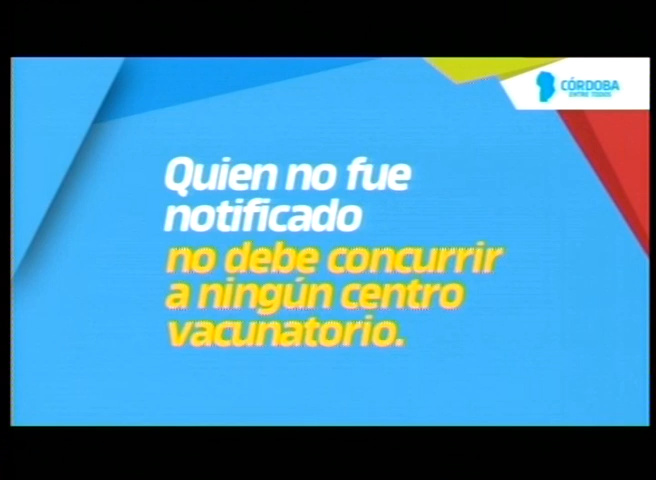 CÓRDOBA
ENTRE TODOS
Quien no fue
notificado
no debe concurrir
a ningún centro
vacunatorio.